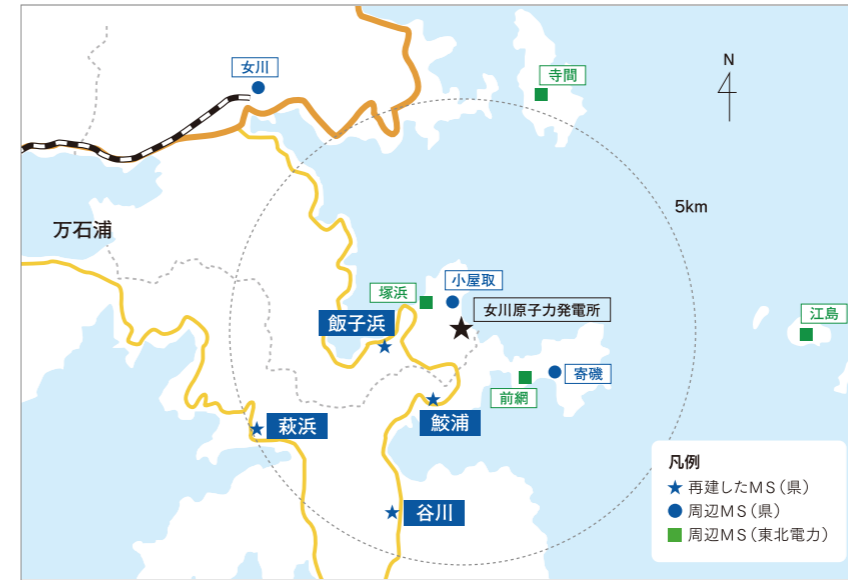 女川
寺間
N
5km
万石浦
小屋取
塚浜
女川原子力発電所
飯子浜
江島
寄磯
前網
鮫浦
萩浜
谷川
凡例
★ 再建したMS(県)
● 周辺MS(県)
■ 周辺MS(東北電力)